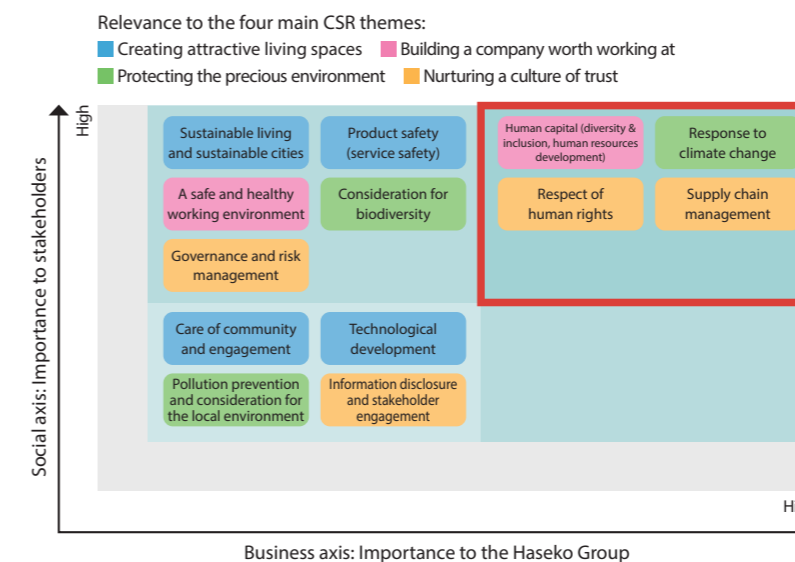 Relevance to the four main CSR themes:
Creating attractive living spaces
Building a company worth working at
Protecting the precious environment
Nurturing a culture of trust
High
Social axis: Importance to stakeholders
Sustainable living
and sustainable cities
Product safety
(service safety)
Human capital (diversity &
inclusion, human resources
development)
Response to
climate change
A safe and healthy
working environment
Consideration for
biodiversity
Respect of
human rights
Supply chain
management
Governance and risk
management
Care of community
and engagement
Technological
development
Pollution prevention
and consideration for
the local environment
Information disclosure
and stakeholder
engagement
Hi
Business axis: Importance to the Haseko Group